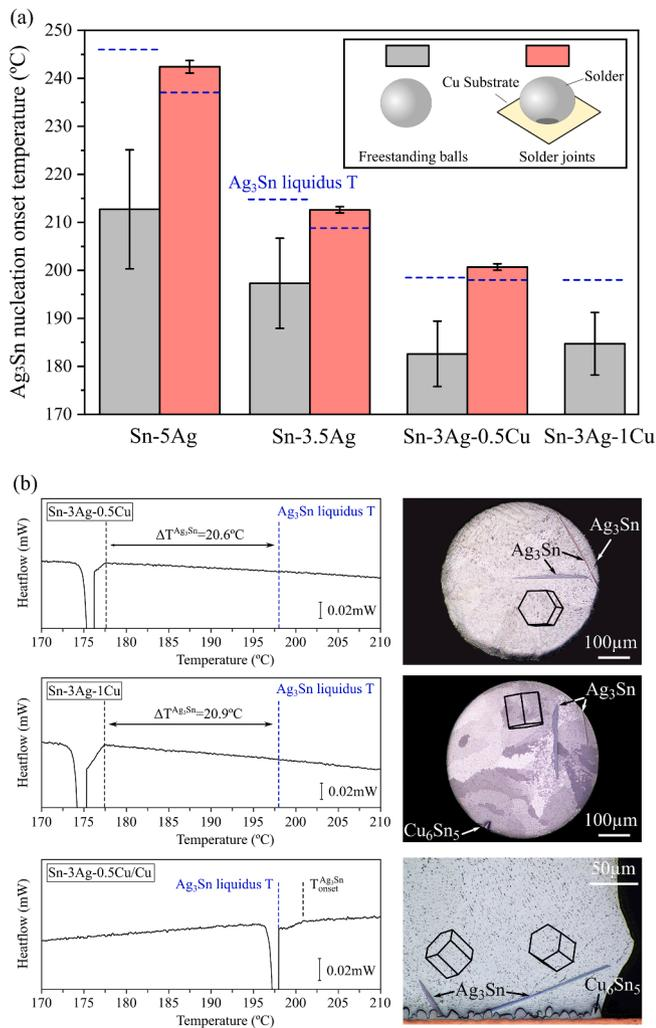 (a)
250
240
230
220
210
200
190
180
170
Ag₃Sn nucleation onset temperature (ºC)
Cu Substrate
Solder
Freestanding balls
Solder joints
Ag₃Sn liquidus T
Sn-5Ag
Sn-3.5Ag
Sn-3Ag-0.5Cu
Sn-3Ag-1Cu
(b)
Sn-3Ag-0.5Cu
Ag₃Sn liquidus T
ΔT^Ag₃Sn=20.6ºC
Heatflow (mW)
0.02mW
170 175 180 185 190 195 200 205 210
Temperature (ºC)
Ag₃Sn
Ag₃Sn
100μm
Sn-3Ag-1Cu
Ag₃Sn liquidus T
ΔT^Ag₃Sn=20.9ºC
Heatflow (mW)
0.02mW
170 175 180 185 190 195 200 205 210
Temperature (ºC)
Ag₃Sn
Cu₆Sn₅
100μm
Sn-3Ag-0.5Cu/Cu
Ag₃Sn liquidus T
T^Ag₃Sn_onset
Heatflow (mW)
0.02mW
170 175 180 185 190 195 200 205 210
Temperature (ºC)
50μm
Ag₃Sn
Cu₆Sn₅